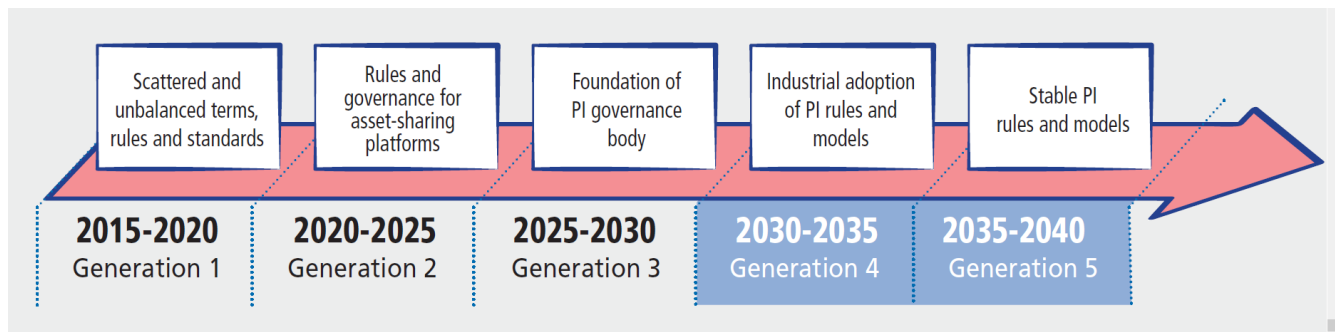 Scattered and
unbalanced terms,
rules and standards
Rules and
governance for
asset-sharing
platforms
Foundation of
PI governance
body
Industrial adoption
of PI rules and
models
Stable PI
rules and models
2015-2020
Generation 1
2020-2025
Generation 2
2025-2030
Generation 3
2030-2035
Generation 4
2035-2040
Generation 5